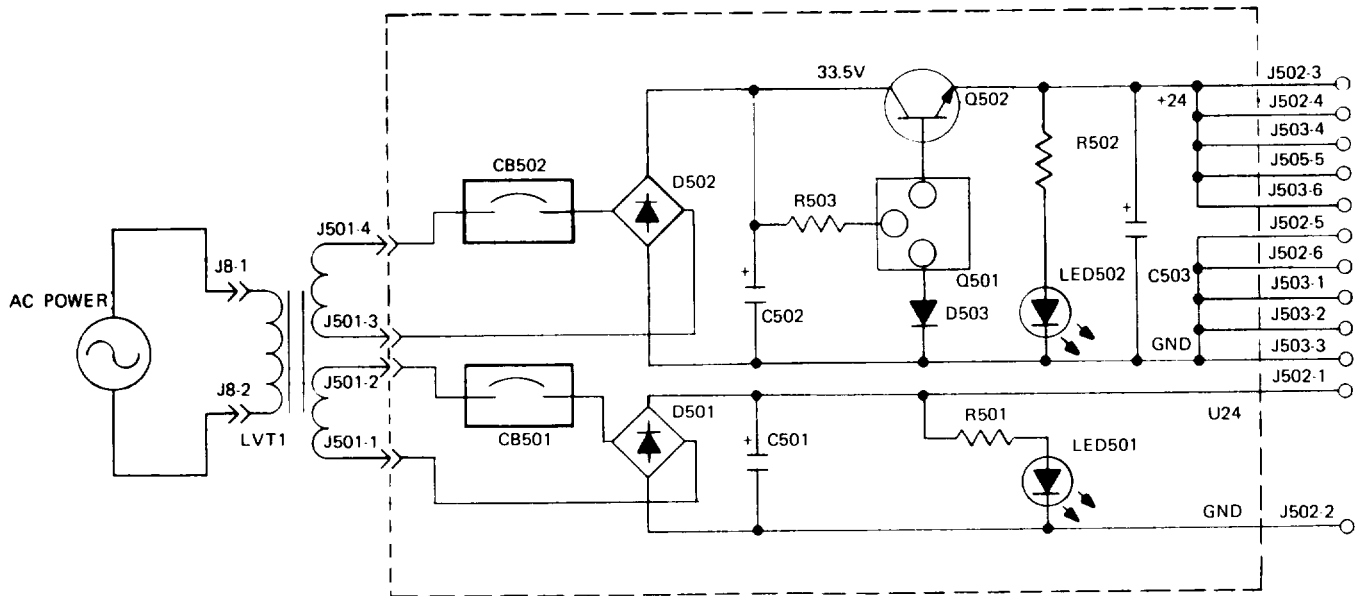 33.5V
Q502
+24
J502-3
J502-4
J503-4
J505-5
J503-6
J502-5
J502-6
J503-1
J503-2
J503-3
J502-1
R502
CB502
D502
R503
Q501
LED502
C503
J501-4
J8-1
AC POWER
J501-3
C502
D503
GND
J501-2
J8-2
LVT1
J501-1
CB501
D501
C501
R501
LED501
U24
GND
J502-2